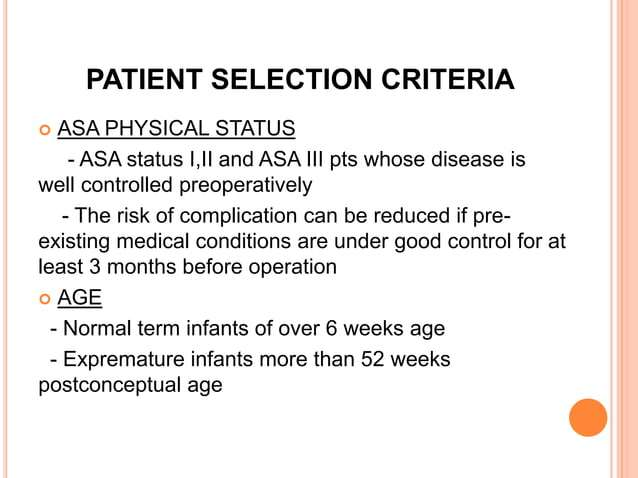 PATIENT SELECTION CRITERIA
ASA PHYSICAL STATUS
- ASA status I,II and ASA III pts whose disease is
well controlled preoperatively
- The risk of complication can be reduced if pre-
existing medical conditions are under good control for at
least 3 months before operation
AGE
- Normal term infants of over 6 weeks age
- Expremature infants more than 52 weeks
postconceptual age